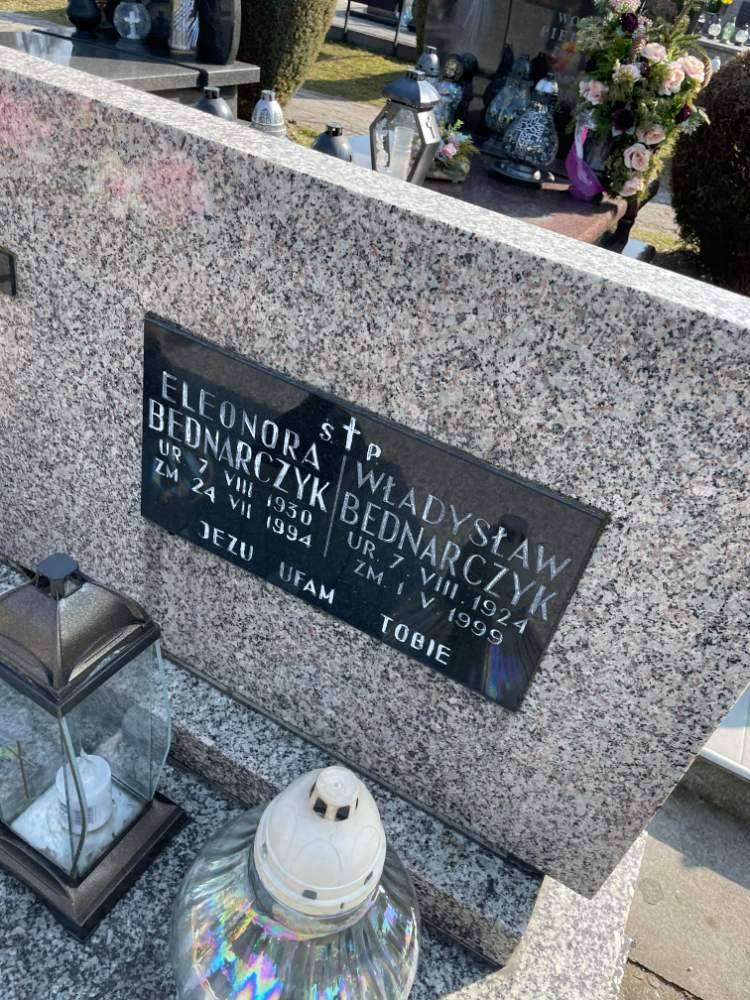 Ś P
ELEONORA
BEDNARCZYK
UR 7 VIII 1930
ZM 24 VII 1994
WŁADYSŁAW
BEDNARCZYK
UR. 7. VIII. 1924
ZM. 1 V 1999
JEZU UFAM TOBIE